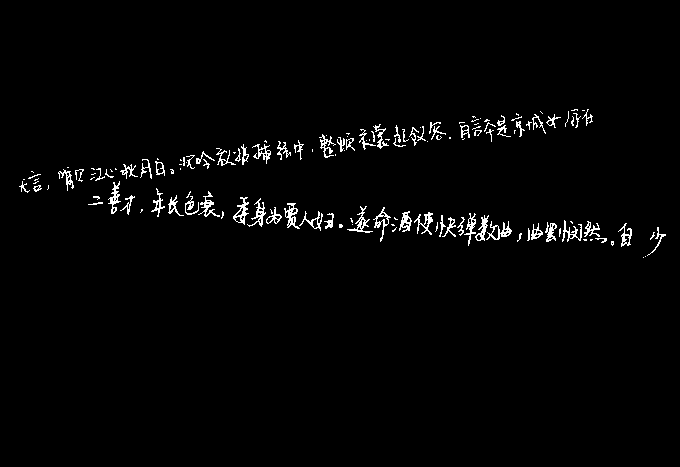 无言，唯见江心秋月白。沉吟放拨插弦中，整顿衣裳起敛容。自言本是京城女，家在
二善才，年长色衰，委身为贾人妇。遂命酒使快弹数曲，曲罢悯然。自 少